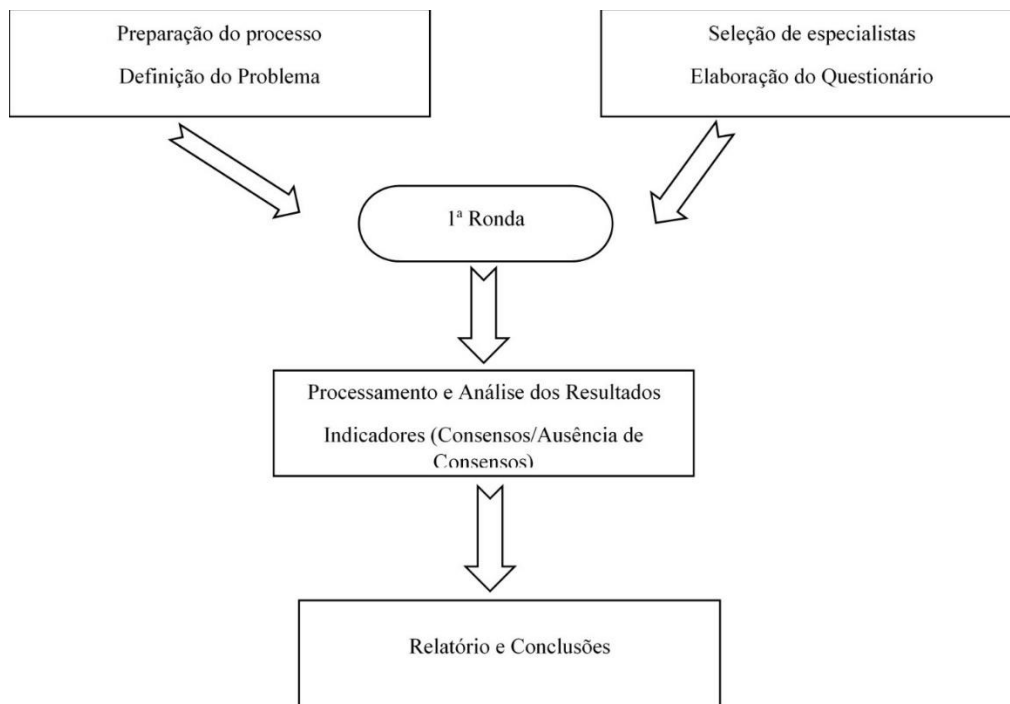 Preparação do processo
Definição do Problema
Seleção de especialistas
Elaboração do Questionário
1ª Ronda
Processamento e Análise dos Resultados
Indicadores (Consensos/Ausência de
Consensos)
Relatório e Conclusões